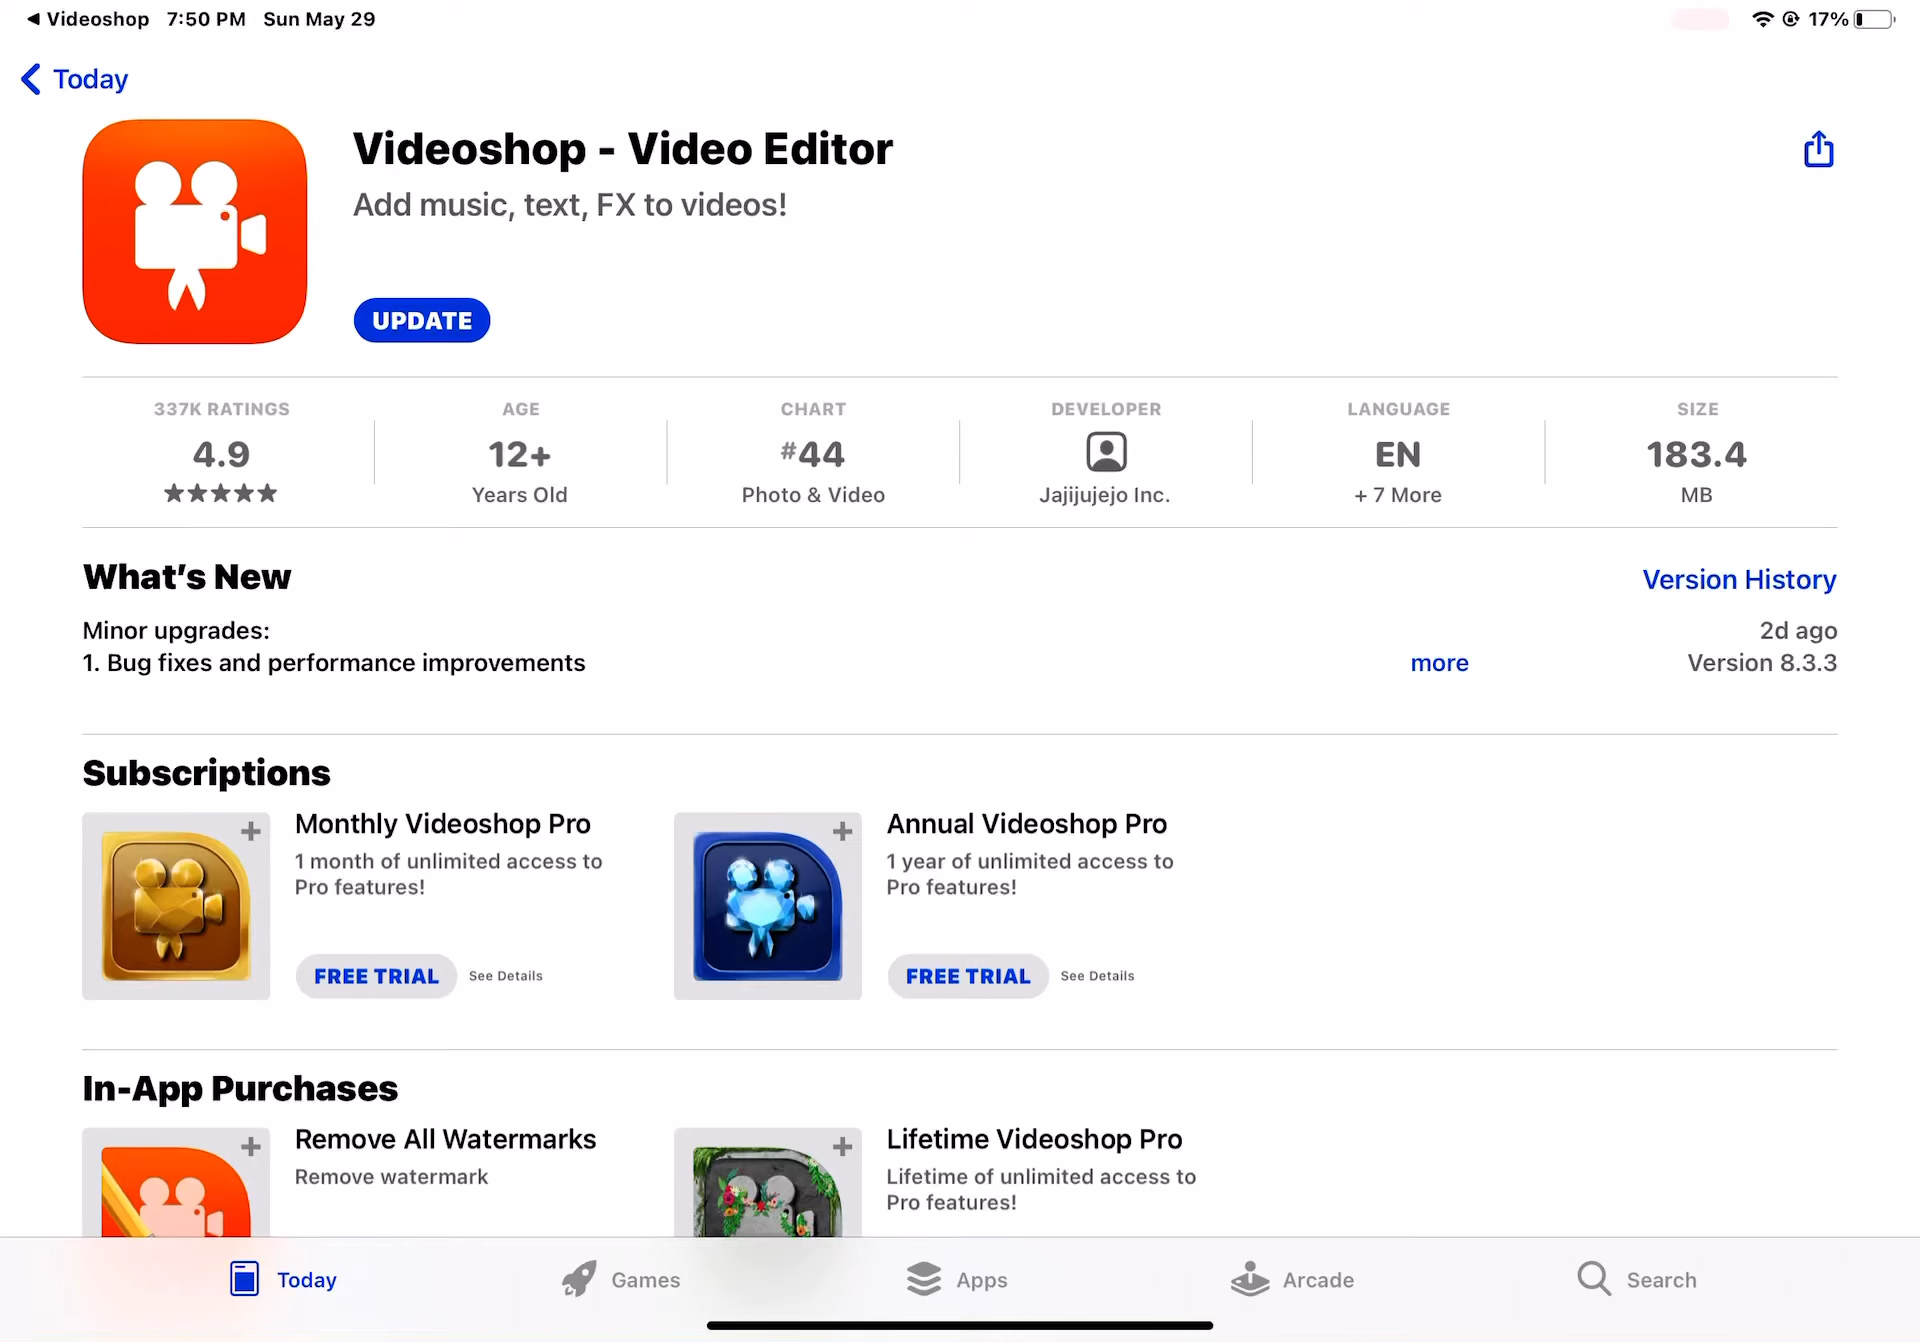 ◀ Videoshop 7:50 PM Sun May 29 17%
Today
Videoshop - Video Editor
Add music, text, FX to videos!
UPDATE
337K RATINGS AGE CHART DEVELOPER LANGUAGE SIZE
4.9 12+ #44 EN 183.4
★★★★★ Years Old Photo & Video Jajijujejo Inc. + 7 More MB
What's New Version History
Minor upgrades: 2d ago
1. Bug fixes and performance improvements more Version 8.3.3
Subscriptions
Monthly Videoshop Pro
1 month of unlimited access to
Pro features!
FREE TRIAL See Details
Annual Videoshop Pro
1 year of unlimited access to
Pro features!
FREE TRIAL See Details
In-App Purchases
Remove All Watermarks
Remove watermark
Lifetime Videoshop Pro
Lifetime of unlimited access to
Pro features!
Today Games Apps Arcade Search